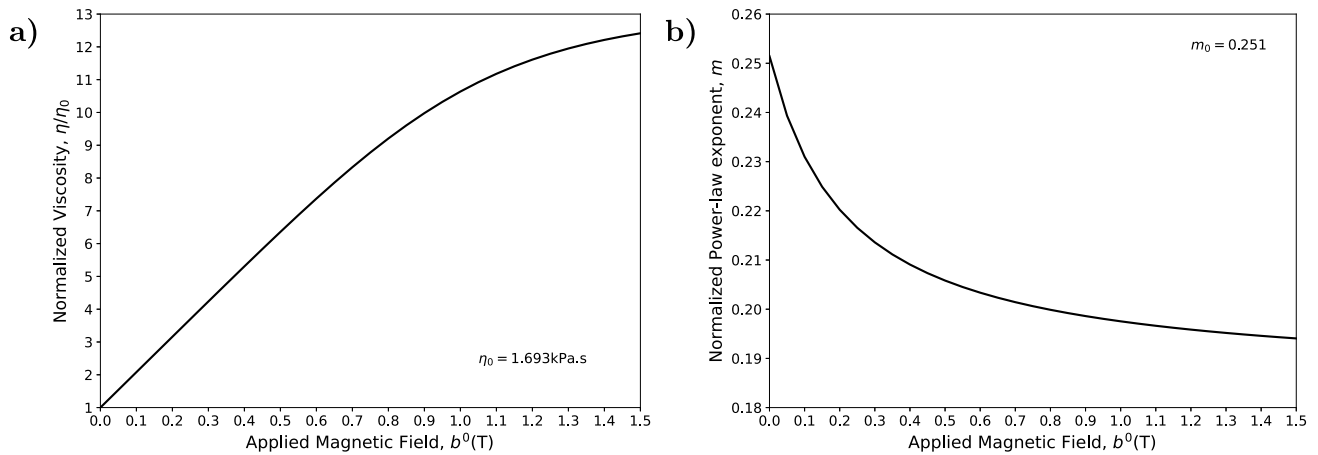 a)
Normalized Viscosity, η/η₀
13
12
11
10
9
8
7
6
5
4
3
2
1
η₀ = 1.693kPa.s
0.0 0.1 0.2 0.3 0.4 0.5 0.6 0.7 0.8 0.9 1.0 1.1 1.2 1.3 1.4 1.5
Applied Magnetic Field, b⁰(T)
b)
Normalized Power-law exponent, m
0.26
0.25
0.24
0.23
0.22
0.21
0.20
0.19
0.18
m₀ = 0.251
0.0 0.1 0.2 0.3 0.4 0.5 0.6 0.7 0.8 0.9 1.0 1.1 1.2 1.3 1.4 1.5
Applied Magnetic Field, b⁰(T)